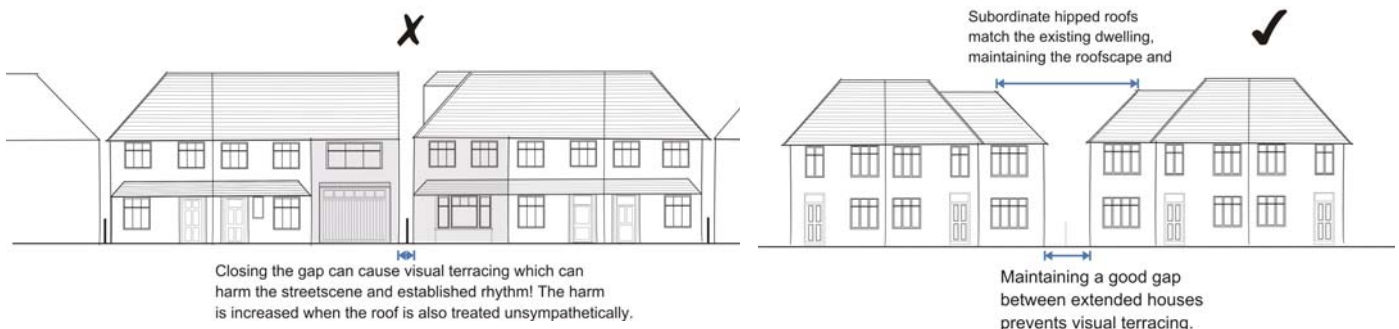 Closing the gap can cause visual terracing which can
harm the streetscene and established rhythm! The harm
is increased when the roof is also treated unsympathetically.
Subordinate hipped roofs
match the existing dwelling,
maintaining the roofscape and
Maintaining a good gap
between extended houses
prevents visual terracing.